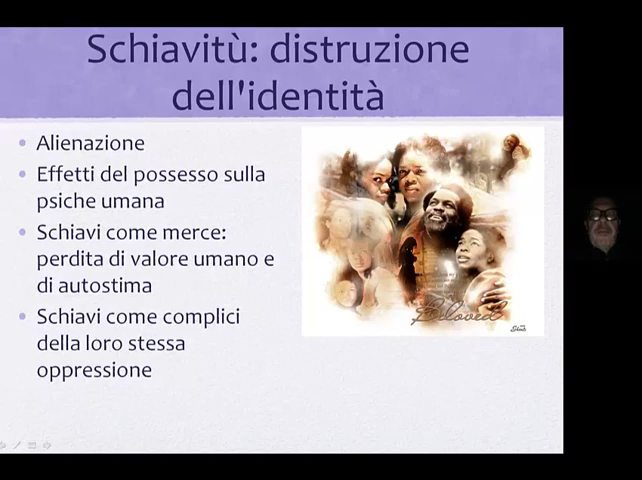 Schiavitù: distruzione
dell'identità
• Alienazione
• Effetti del possesso sulla
psiche umana
• Schiavi come merce:
perdita di valore umano e
di autostima
• Schiavi come complici
della loro stessa
oppressione
Beloved